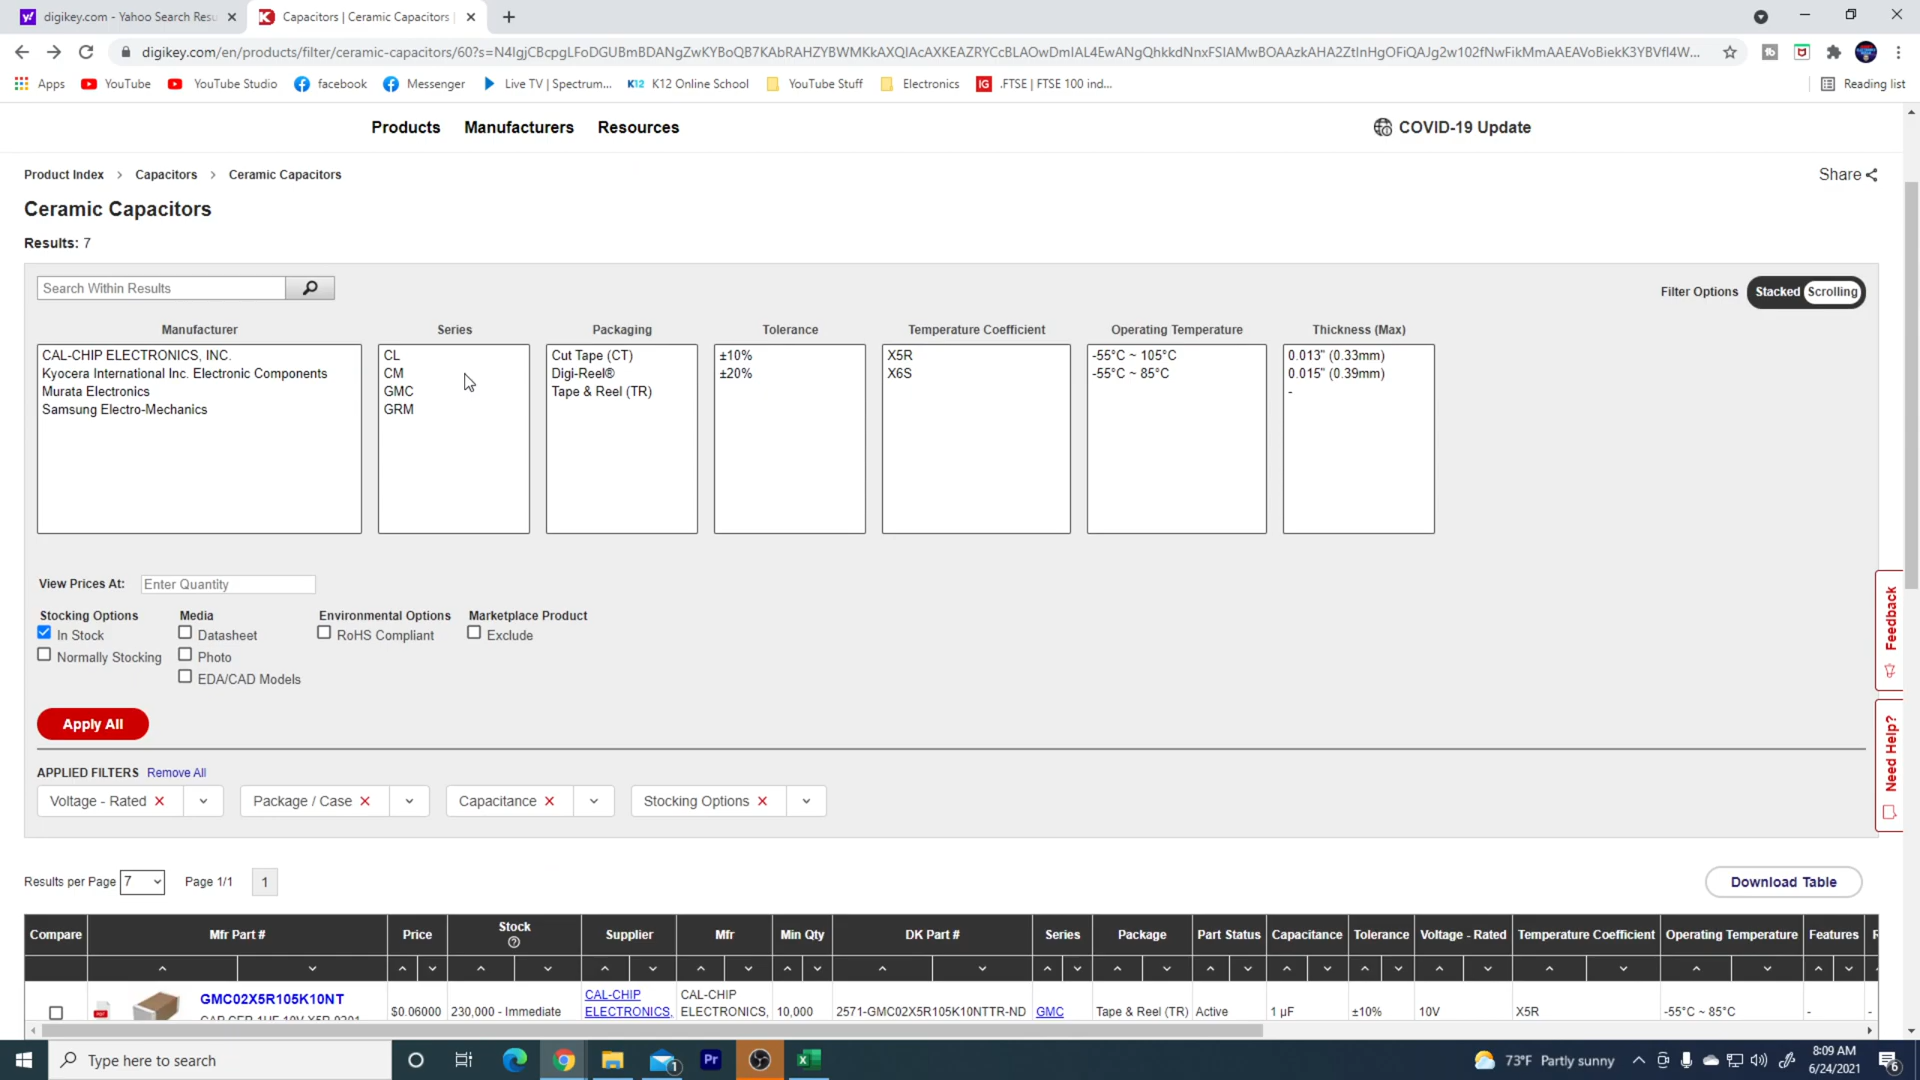 digikey.com - Yahoo Search Resu
Capacitors | Ceramic Capacitors |
digikey.com/en/products/filter/ceramic-capacitors/60?s=N4IgjCBcpgLFoDGUBmBDANgZwKYBoQB7KAbRAHZYBWMKkAXQIAcAXKEAZRYCcBLAOwDmIAL4EwANgQhkkdNnxFSIAMwBOAAzkAHA2ZtInHgOFiQAJg2w102fNwFikMmAAEAVoBiekK3YBVfl4W...
Apps
YouTube
YouTube Studio
facebook
Messenger
Live TV | Spectrum...
K12 K12 Online School
YouTube Stuff
Electronics
IG .FTSE | FTSE 100 ind...
Reading list
Products Manufacturers Resources
COVID-19 Update
Product Index > Capacitors > Ceramic Capacitors
Share
Ceramic Capacitors
Results: 7
Search Within Results
Filter Options Stacked Scrolling
Manufacturer
CAL-CHIP ELECTRONICS, INC.
Kyocera International Inc. Electronic Components
Murata Electronics
Samsung Electro-Mechanics
Series
CL
CM
GMC
GRM
Packaging
Cut Tape (CT)
Digi-Reel®
Tape & Reel (TR)
Tolerance
±10%
±20%
Temperature Coefficient
X5R
X6S
Operating Temperature
-55°C ~ 105°C
-55°C ~ 85°C
Thickness (Max)
0.013" (0.33mm)
0.015" (0.39mm)
-
View Prices At: Enter Quantity
Stocking Options
In Stock
Normally Stocking
Media
Datasheet
Photo
EDA/CAD Models
Environmental Options
RoHS Compliant
Marketplace Product
Exclude
Apply All
APPLIED FILTERS Remove All
Voltage - Rated
Package / Case
Capacitance
Stocking Options
Feedback
Need Help?
Results per Page 7 Page 1/1 1
Download Table
Compare Mfr Part # Price Stock Supplier Mfr Min Qty DK Part # Series Package Part Status Capacitance Tolerance Voltage - Rated Temperature Coefficient Operating Temperature Features
GMC02X5R105K10NT
CAP CER 1UF 10V X5R 0201
$0.06000
230,000 - Immediate
CAL-CHIP
ELECTRONICS,
CAL-CHIP
ELECTRONICS,
10,000
2571-GMC02X5R105K10NTTR-ND
GMC
Tape & Reel (TR)
Active
1 µF
±10%
10V
X5R
-55°C ~ 85°C
-
Type here to search
1
Pr
73°F Partly sunny
8:09 AM
6/24/2021
6